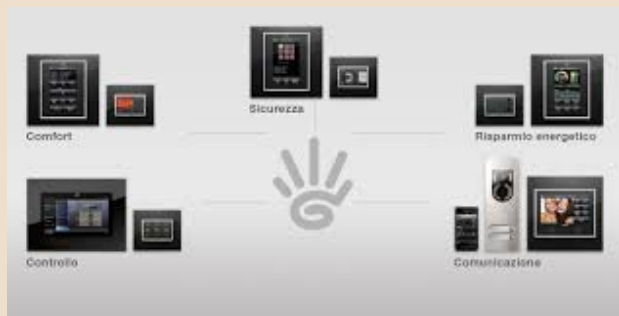 Sicurezza
Comfort
Risparmio energetico
Controllo
Comunicazione